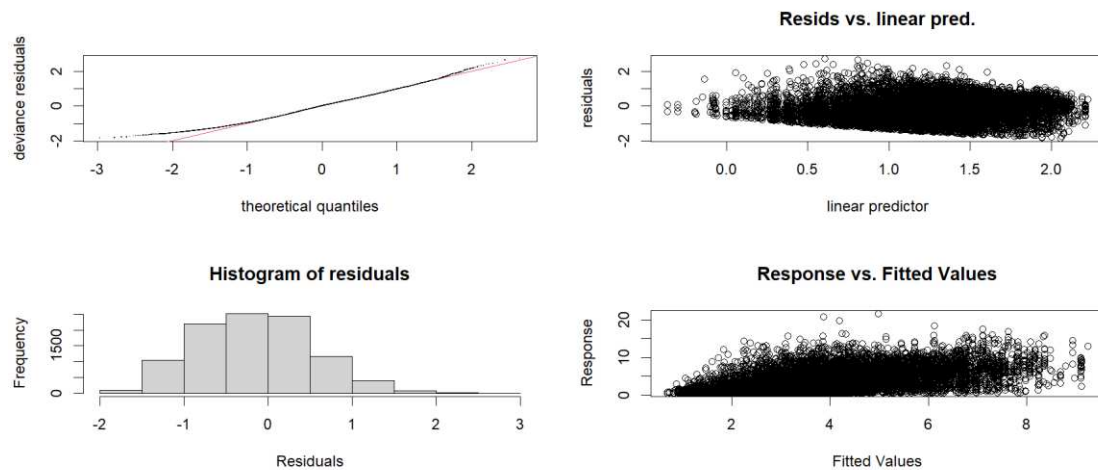 deviance residuals
2
0
-2
-3 -2 -1 0 1 2
theoretical quantiles
Resids vs. linear pred.
residuals
2
0
-2
0.0 0.5 1.0 1.5 2.0
linear predictor
Histogram of residuals
Frequency
1500
0
-2 -1 0 1 2 3
Residuals
Response vs. Fitted Values
Response
20
10
0
2 4 6 8
Fitted Values